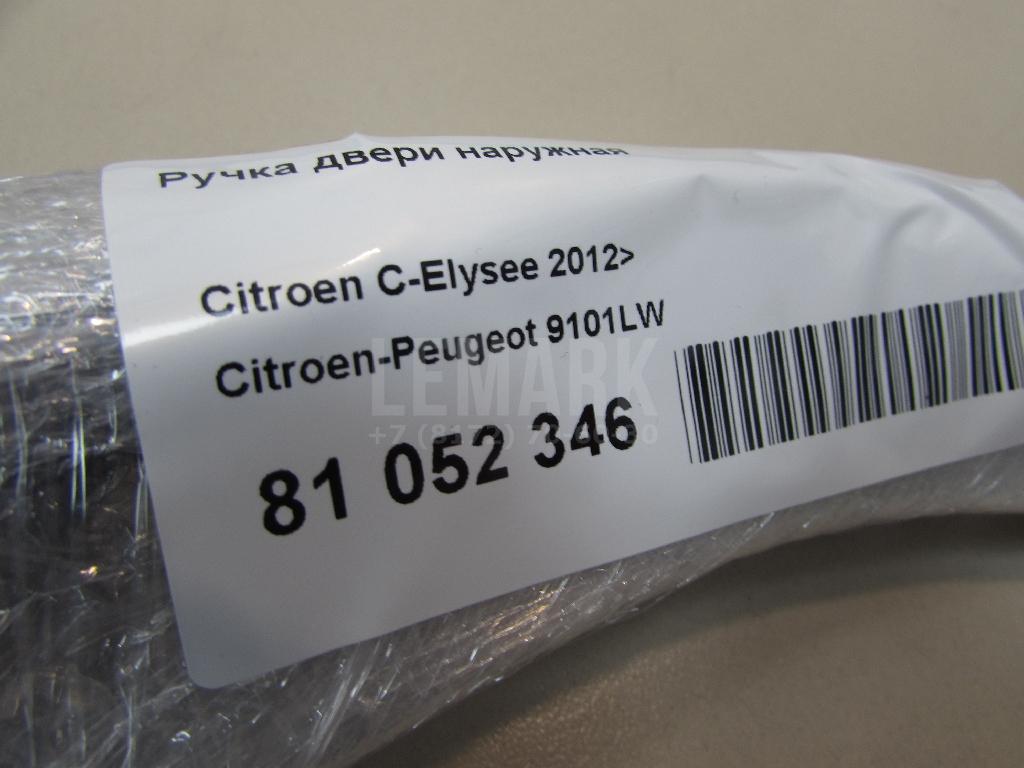 Ручка двери наружная
Citroen C-Elysee 2012>
Citroen-Peugeot 9101LW
LEMARK
81 052 346